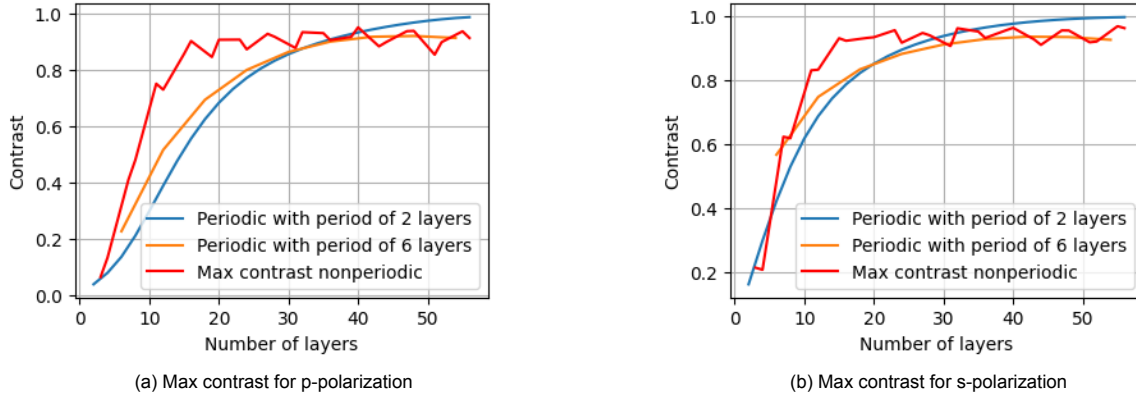 1.0
0.8
0.6
0.4
0.2
0.0
Contrast
Periodic with period of 2 layers
Periodic with period of 6 layers
Max contrast nonperiodic
0 10 20 30 40 50
Number of layers
(a) Max contrast for p-polarization
1.0
0.8
0.6
0.4
0.2
Contrast
Periodic with period of 2 layers
Periodic with period of 6 layers
Max contrast nonperiodic
0 10 20 30 40 50
Number of layers
(b) Max contrast for s-polarization